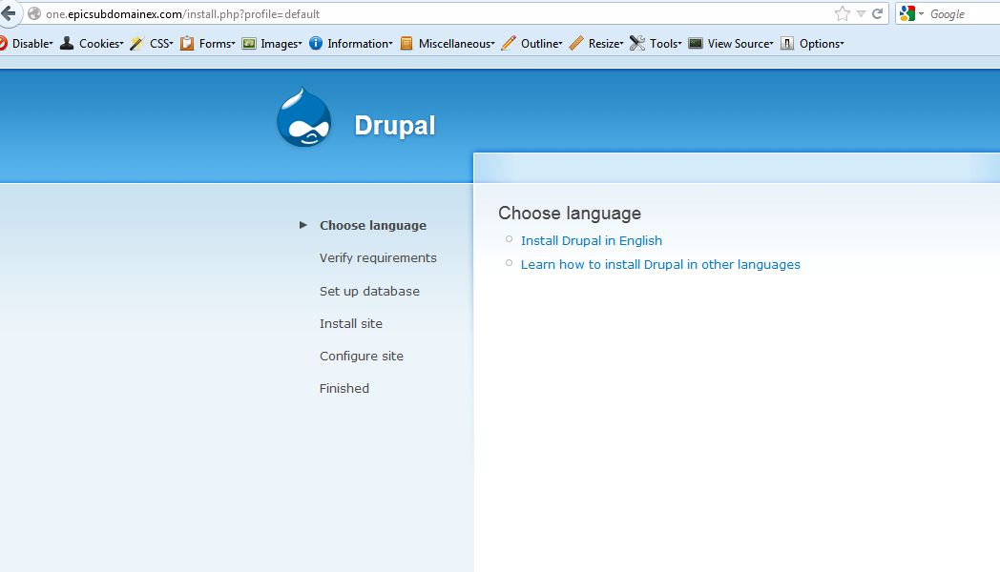 one.epicsubdomainex.com/install.php?profile=default
Google
Disable Cookies CSS Forms Images Information Miscellaneous Outline Resize Tools View Source Options
Drupal
Choose language
Verify requirements
Set up database
Install site
Configure site
Finished
Choose language
Install Drupal in English
Learn how to install Drupal in other languages